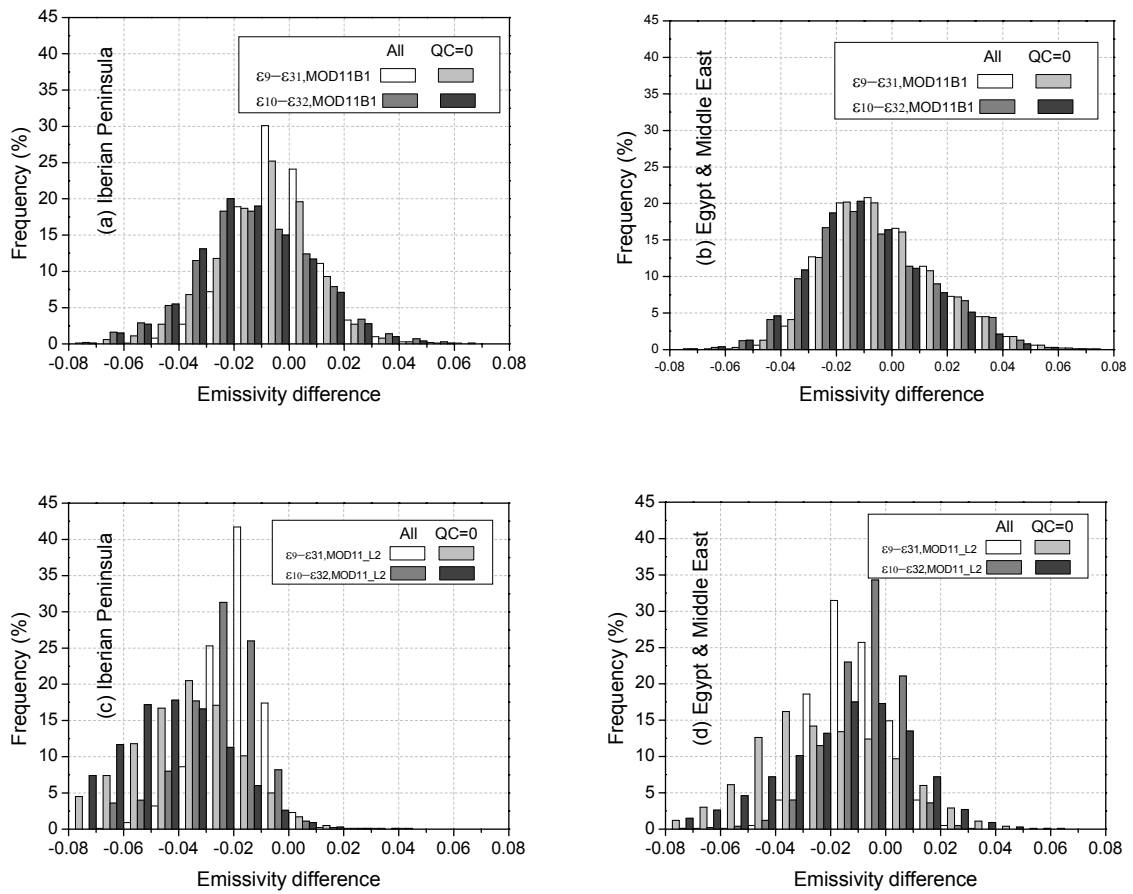 45
40
35
30
25
20
15
10
5
0
Frequency (%)
(a) Iberian Peninsula
All QC=0
ε9−ε31,MOD11B1
ε10−ε32,MOD11B1
-0.08 -0.06 -0.04 -0.02 0.00 0.02 0.04 0.06 0.08
Emissivity difference
45
40
35
30
25
20
15
10
5
0
Frequency (%)
(b) Egypt & Middle East
All QC=0
ε9−ε31,MOD11B1
ε10−ε32,MOD11B1
-0.08 -0.06 -0.04 -0.02 0.00 0.02 0.04 0.06 0.08
Emissivity difference
45
40
35
30
25
20
15
10
5
0
Frequency (%)
(c) Iberian Peninsula
All QC=0
ε9−ε31,MOD11_L2
ε10−ε32,MOD11_L2
-0.08 -0.06 -0.04 -0.02 0.00 0.02 0.04 0.06 0.08
Emissivity difference
45
40
35
30
25
20
15
10
5
0
Frequency (%)
(d) Egypt & Middle East
All QC=0
ε9−ε31,MOD11_L2
ε10−ε32,MOD11_L2
-0.08 -0.06 -0.04 -0.02 0.00 0.02 0.04 0.06 0.08
Emissivity difference